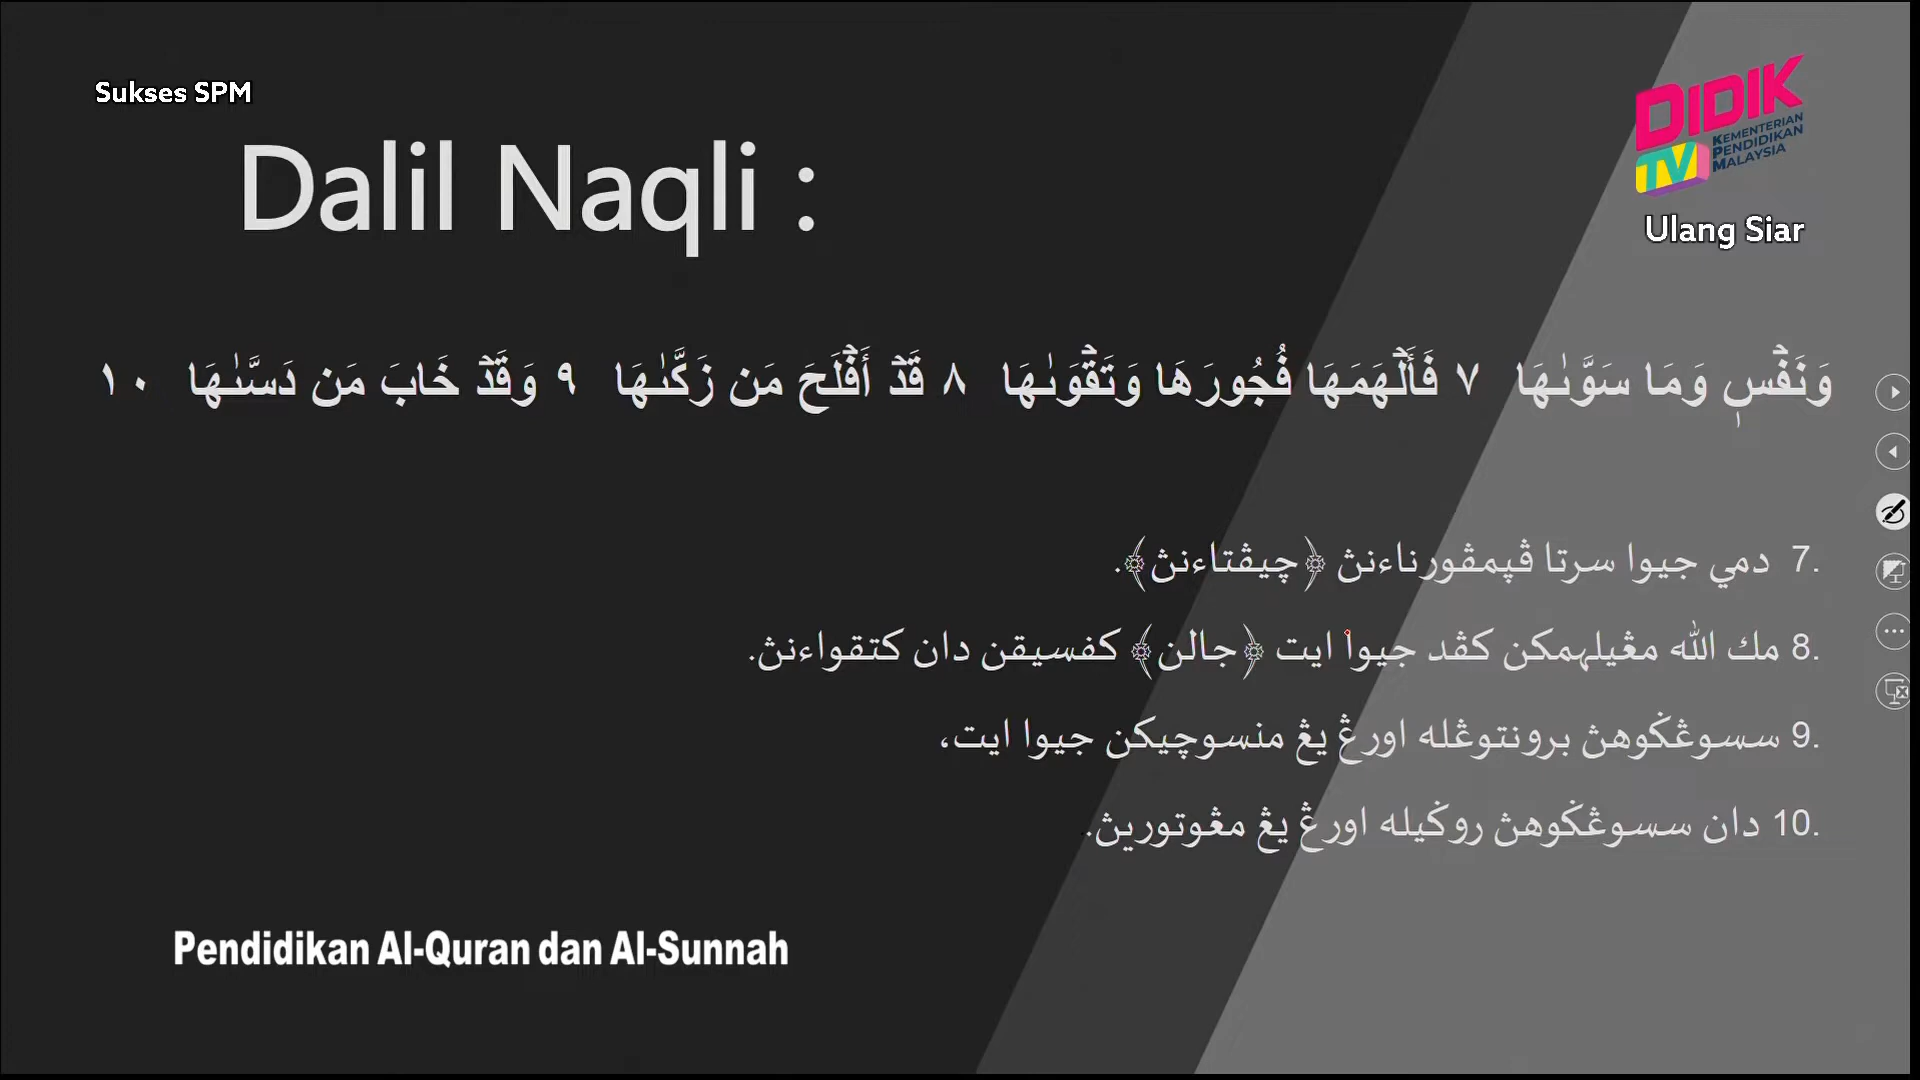 Sukses SPM
DIDIK
TV
KEMENTERIAN
PENDIDIKAN
MALAYSIA
Dalil Naqli :
Ulang Siar
وَنَفۡسٖ وَمَا سَوَّىٰهَا ٧ فَأَلۡهَمَهَا فُجُورَهَا وَتَقۡوَىٰهَا ٨ قَدۡ أَفۡلَحَ مَن زَكَّىٰهَا ٩ وَقَدۡ خَابَ مَن دَسَّىٰهَا ١٠
7. دمي جيوا سرتا ڤڽمڤورناءنڽ ﴿چيڤتاءنڽ﴾.
8. مك الله مڠيلهمكن كڤد جيوا ايت ﴿جالن﴾ كفسيقن دان كتقواءنڽ.
9. سسوڠݢوهڽ برونتوڠله اورڠ يڠ منسوچيكن جيوا ايت،
10. دان سسوڠݢوهڽ روݢيله اورڠ يڠ مڠوتوريڽ.
Pendidikan Al-Quran dan Al-Sunnah